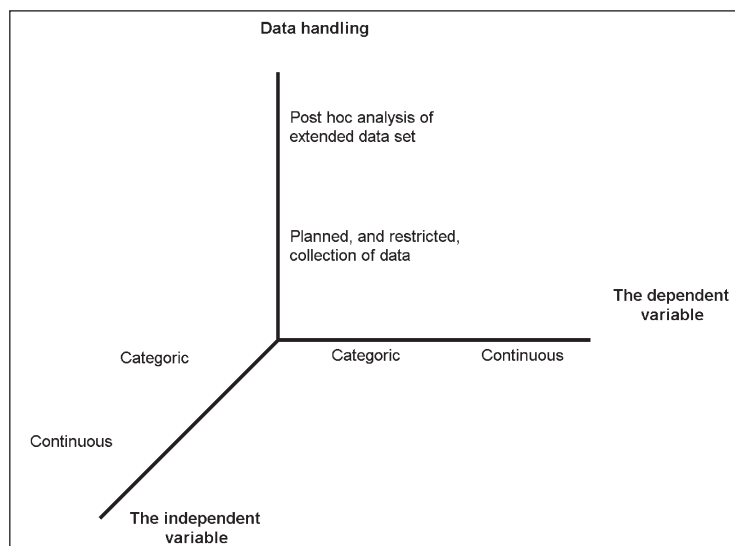 Data handling
Post hoc analysis of
extended data set
Planned, and restricted,
collection of data
The dependent
variable
Categoric
Categoric
Continuous
Continuous
The independent
variable